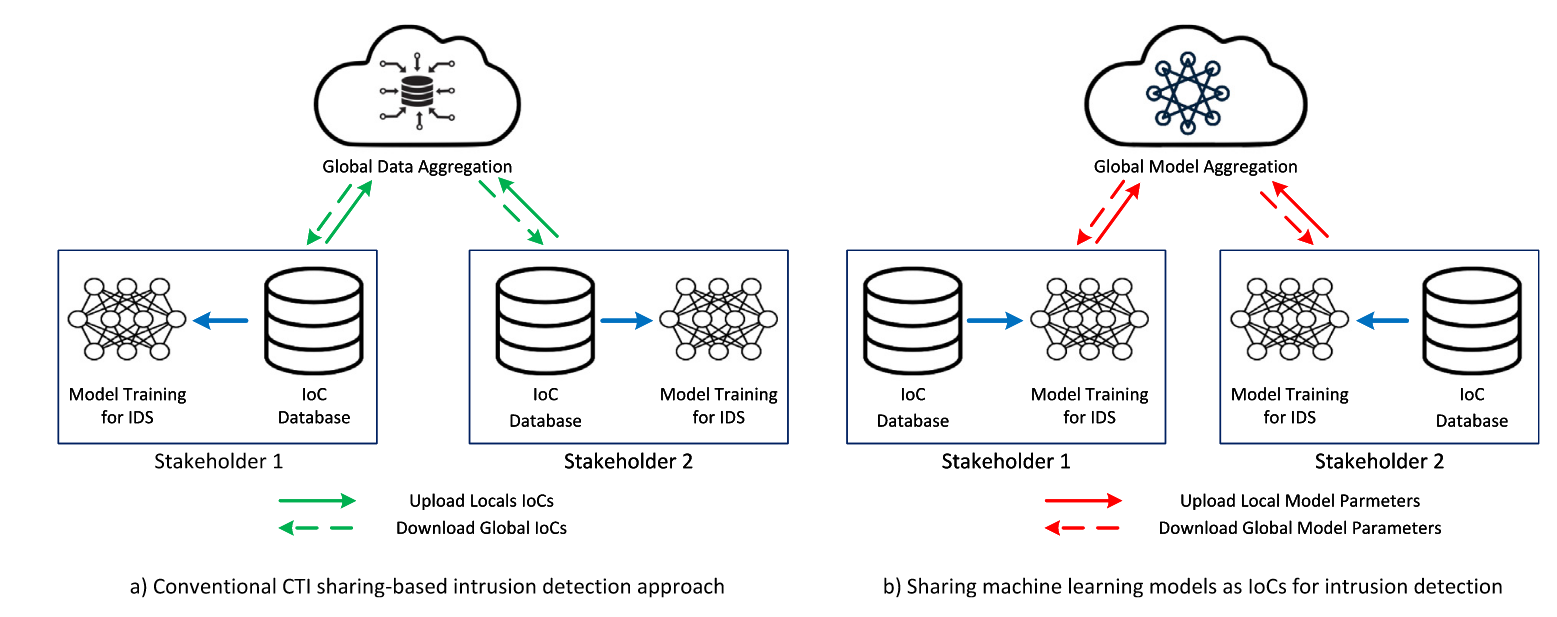 Global Data Aggregation
Model Training
for IDS
IoC
Database
Stakeholder 1
IoC
Database
Model Training
for IDS
Stakeholder 2
Upload Locals IoCs
Download Global IoCs
a) Conventional CTI sharing-based intrusion detection approach
Global Model Aggregation
IoC
Database
Model Training
for IDS
Stakeholder 1
Model Training
for IDS
IoC
Database
Stakeholder 2
Upload Local Model Parmeters
Download Global Model Parameters
b) Sharing machine learning models as IoCs for intrusion detection